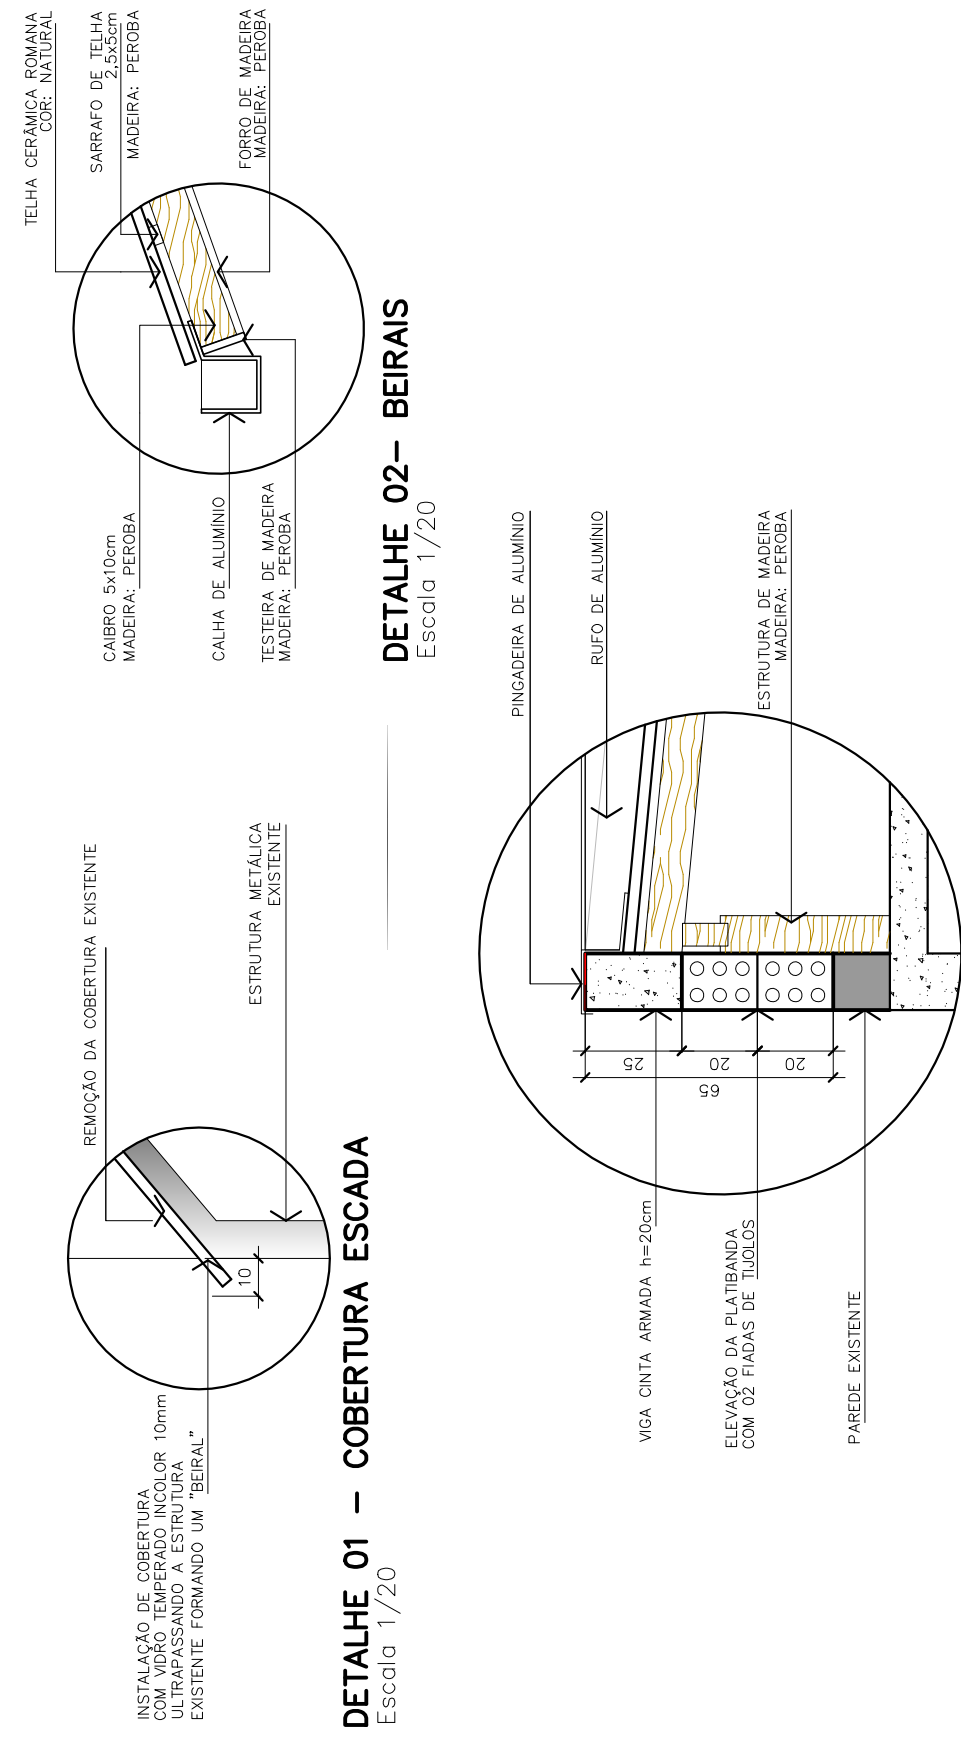 INSTALAÇÃO DE COBERTURA
COM VIDRO TEMPERADO INCOLOR 10mm
ULTRAPASSANDO A ESTRUTURA
EXISTENTE FORMANDO UM "BEIRAL"
REMOÇÃO DA COBERTURA EXISTENTE
ESTRUTURA METÁLICA
EXISTENTE
10
DETALHE 01 - COBERTURA ESCADA
Escala 1/20
TELHA CERÂMICA ROMANA
COR: NATURAL
SARRAFO DE TELHA
2,5x5cm
MADEIRA: PEROBA
FORRO DE MADEIRA
MADEIRA: PEROBA
CAIBRO 5x10cm
MADEIRA: PEROBA
CALHA DE ALUMÍNIO
TESTEIRA DE MADEIRA
MADEIRA: PEROBA
DETALHE 02- BEIRAIS
Escala 1/20
PINGADEIRA DE ALUMÍNIO
RUFO DE ALUMÍNIO
ESTRUTURA DE MADEIRA
MADEIRA: PEROBA
25
20
20
65
VIGA CINTA ARMADA h=20cm
ELEVAÇÃO DA PLATIBANDA
COM 02 FIADAS DE TIJOLOS
PAREDE EXISTENTE